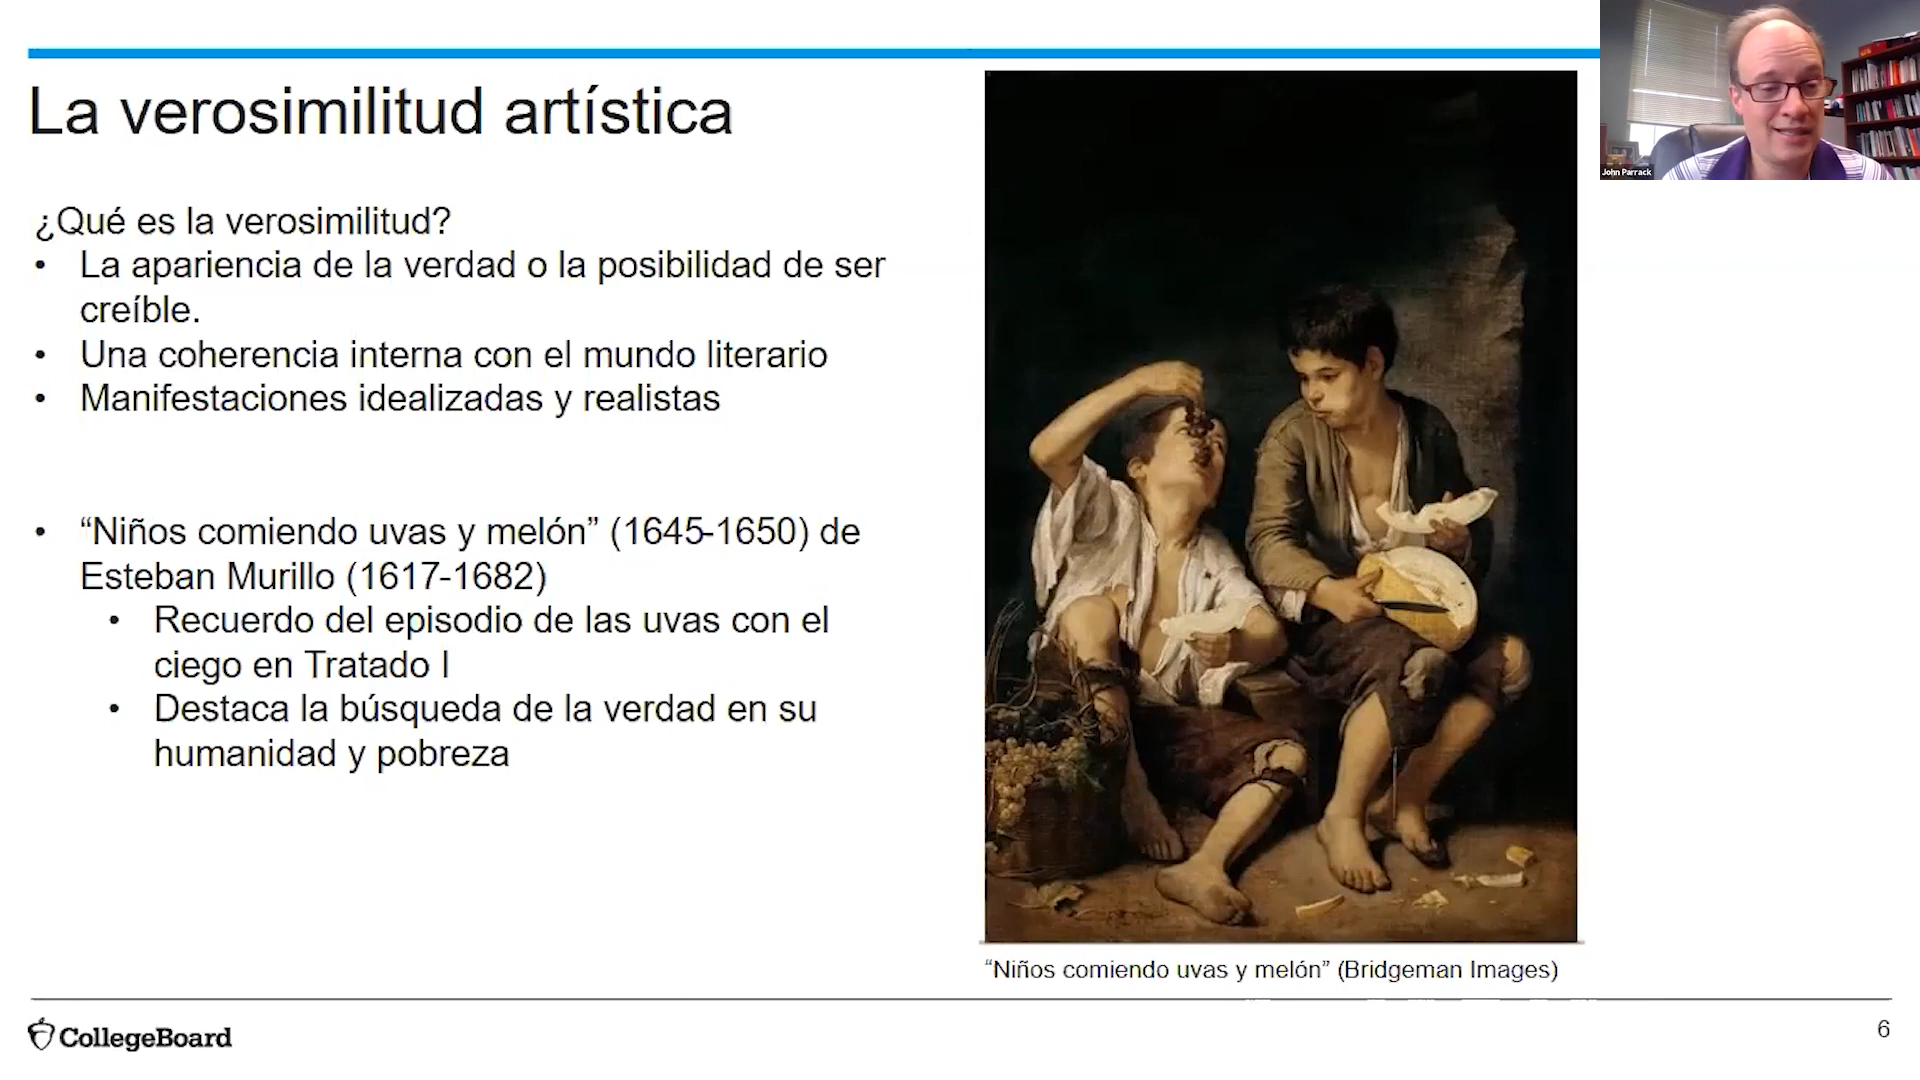 La verosimilitud artística
¿Qué es la verosimilitud?
• La apariencia de la verdad o la posibilidad de ser
creíble.
• Una coherencia interna con el mundo literario
• Manifestaciones idealizadas y realistas
• “Niños comiendo uvas y melón” (1645-1650) de
Esteban Murillo (1617-1682)
• Recuerdo del episodio de las uvas con el
ciego en Tratado I
• Destaca la búsqueda de la verdad en su
humanidad y pobreza
“Niños comiendo uvas y melón” (Bridgeman Images)
John Parrack
CollegeBoard
6